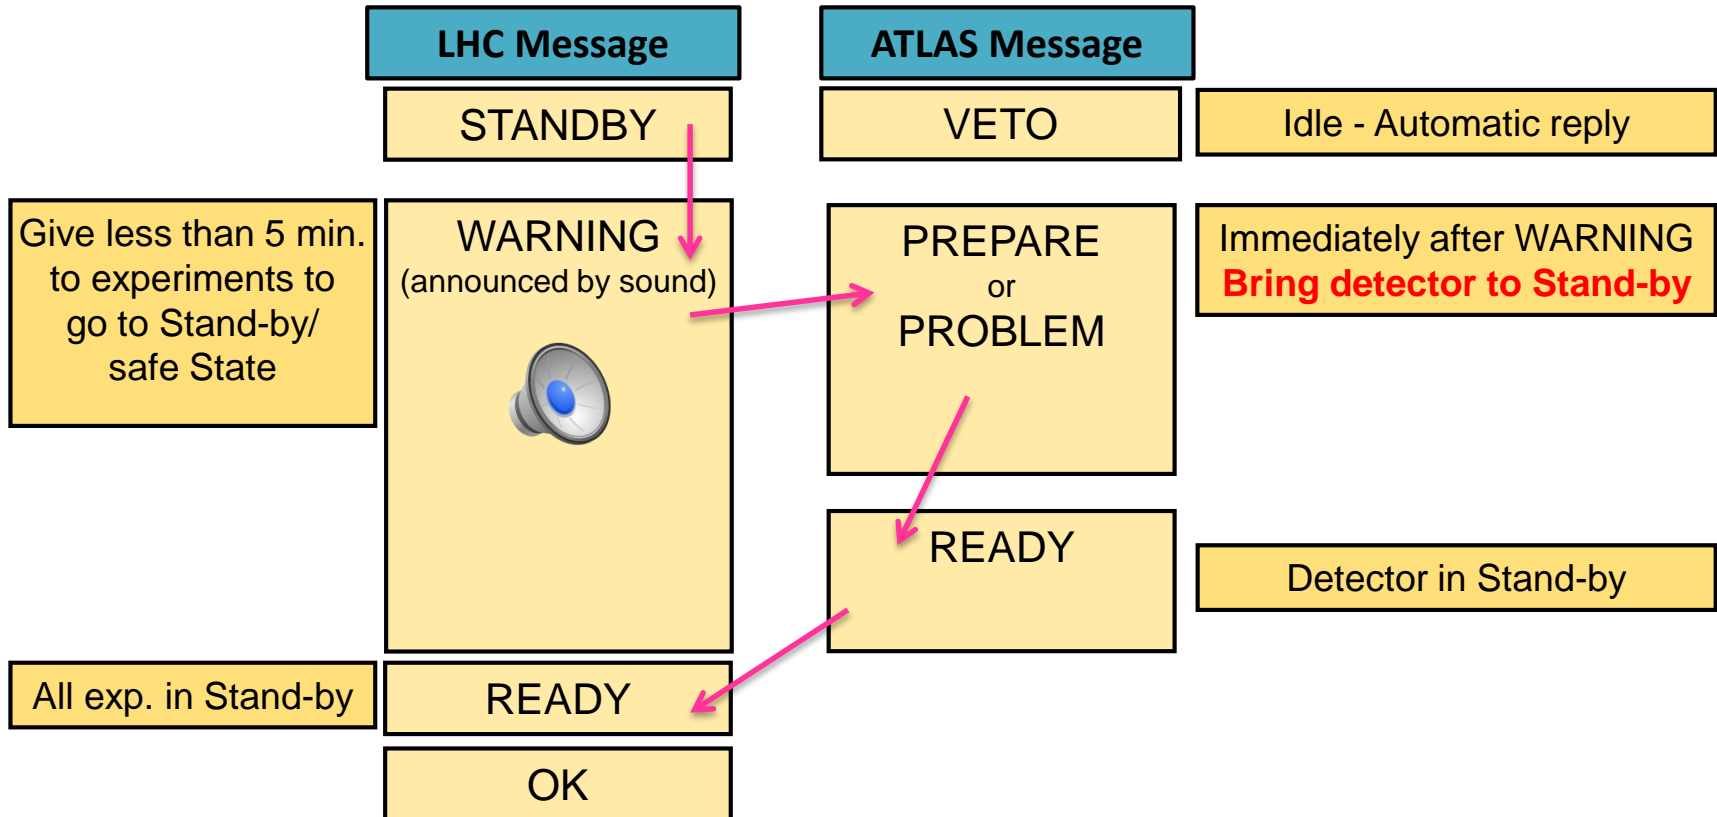 LHC Message
ATLAS Message
STANDBY
VETO
Idle - Automatic reply
Give less than 5 min.
to experiments to
go to Stand-by/
safe State
WARNING
(announced by sound)
PREPARE
or
PROBLEM
Immediately after WARNING
Bring detector to Stand-by
READY
Detector in Stand-by
All exp. in Stand-by
READY
OK